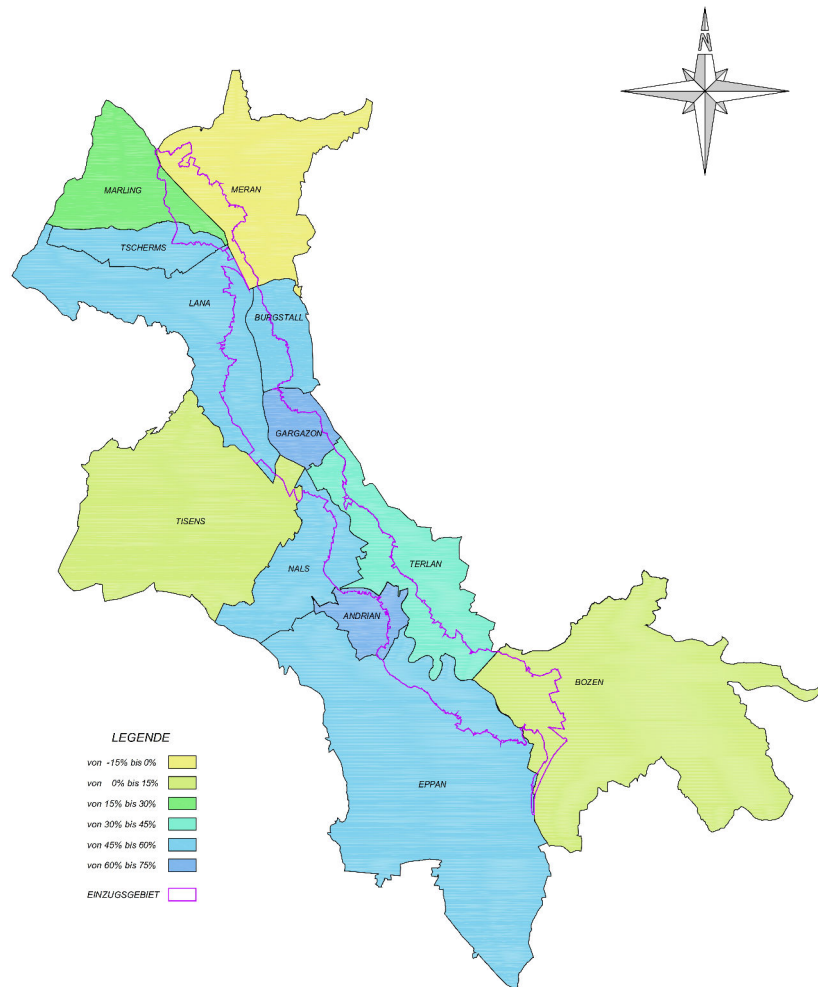 N
MARLING
MERAN
TSCHERMS
LANA
BURGSTALL
GARGAZON
TISENS
NALS
TERLAN
ANDRIAN
BOZEN
EPPAN
LEGENDE
von -15% bis 0%
von 0% bis 15%
von 15% bis 30%
von 30% bis 45%
von 45% bis 60%
von 60% bis 75%
EINZUGSGEBIET